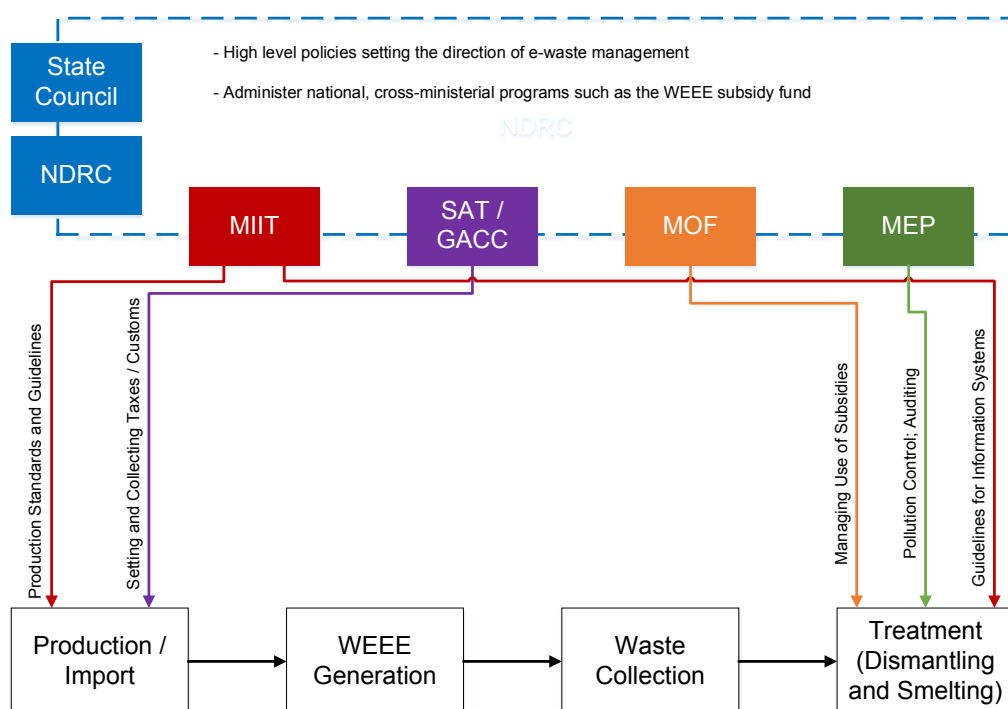 State
Council
- High level policies setting the direction of e-waste management
- Administer national, cross-ministerial programs such as the WEEE subsidy fund
NDRC
NDRC
MIIT
SAT /
GACC
MOF
MEP
Production Standards and Guidelines
Setting and Collecting Taxes / Customs
Managing Use of Subsidies
Pollution Control; Auditing
Guidelines for Information Systems
Production /
Import
WEEE
Generation
Waste
Collection
Treatment
(Dismantling
and Smelting)